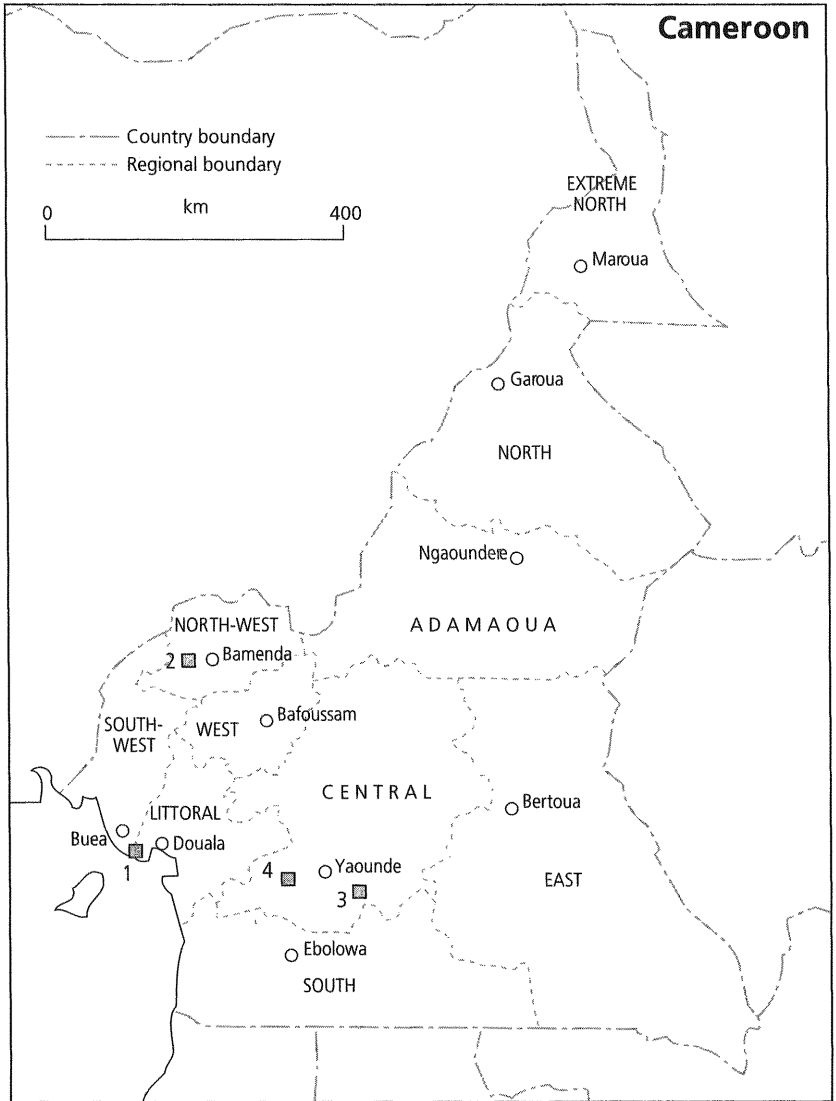 Cameroon
Country boundary
Regional boundary
km
0 400
EXTREME
NORTH
Maroua
Garoua
NORTH
Ngaoundere
ADAMAOUA
NORTH-WEST
2 Bamenda
SOUTH-
WEST
WEST
Bafoussam
CENTRAL
Bertoua
LITTORAL
Buea
Douala
1
4
Yaounde
3
EAST
Ebolowa
SOUTH